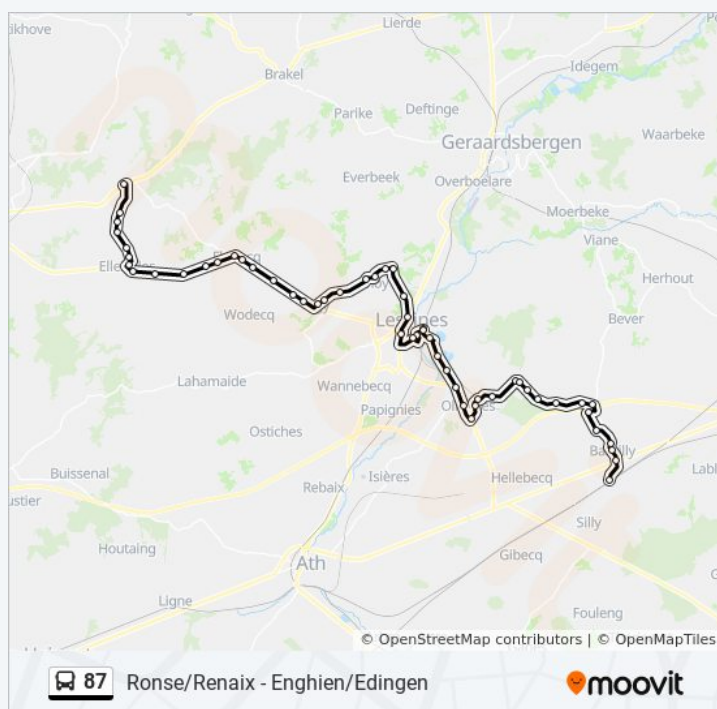 Lierde
Idegem
Brakel
Parike
Deftinge
Geraardsbergen
Waarbeke
Everbeek
Overboelare
Moerbeke
Viane
Herhout
Wodecq
Bever
Lahamaide
Wannebecq
Papignies
Ostiches
Buissenal
Isières
Rebaix
Hellebecq
Silly
Houtaing
Ath
Gibecq
Ligne
Fouleng
© OpenStreetMap contributors | © OpenMapTiles
87 Ronse/Renaix - Enghien/Edingen
moovit